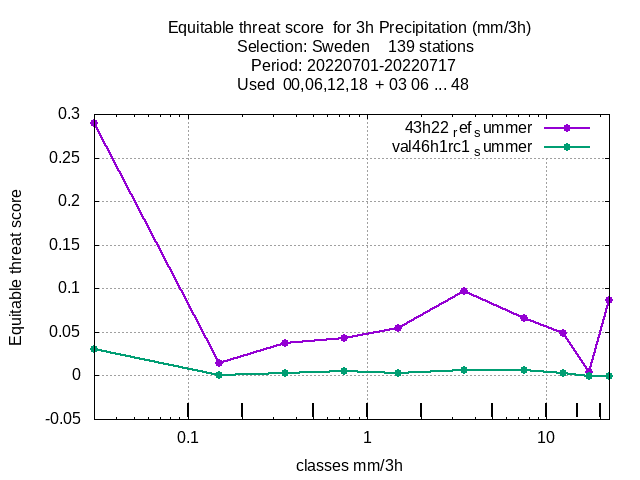 Equitable threat score for 3h Precipitation (mm/3h)
Selection: Sweden 139 stations
Period: 20220701-20220717
Used 00,06,12,18 + 03 06 ... 48
43h22 refsummer
val46h1rc1 summer
0.3
0.25
0.2
0.15
0.1
0.05
0
-0.05
Equitable threat score
0.1 1 10
classes mm/3h